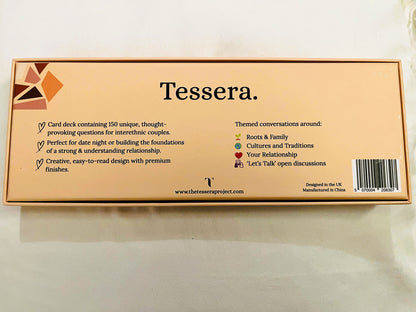 Tessera.
Card deck containing 150 unique, thought-
provoking questions for interethnic couples.
Perfect for date night or building the foundations
of a strong & understanding relationship.
Creative, easy-to-read design with premium
finishes.
Themed conversations around:
Roots & Family
Cultures and Traditions
Your Relationship
'Let's Talk' open discussions
T
www.thetesseraproject.com
Designed in the UK
Manufactured in China